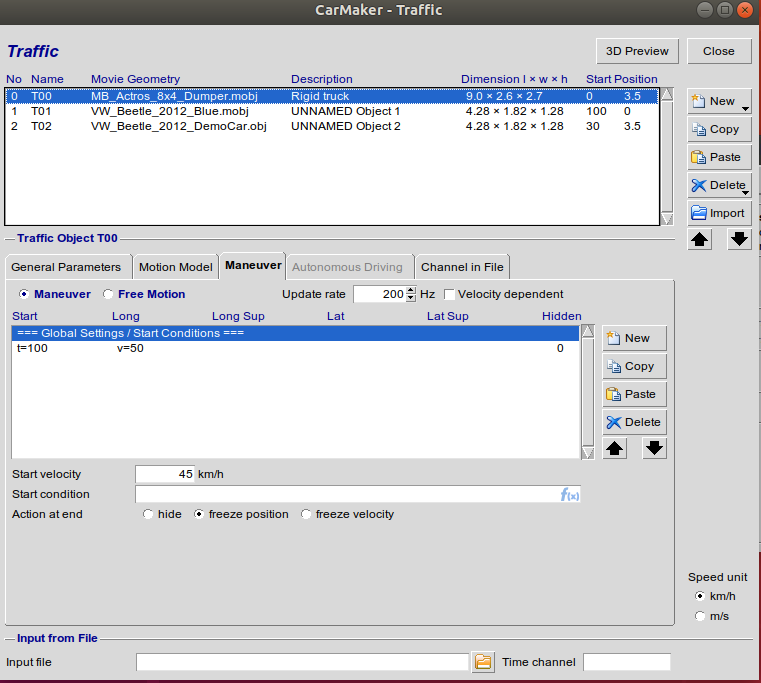 CarMaker - Traffic
Traffic
3D Preview
Close
No Name Movie Geometry Description Dimension l × w × h Start Position
0 T00 MB_Actros_8x4_Dumper.mobj Rigid truck 9.0 × 2.6 × 2.7 0 3.5
1 T01 VW_Beetle_2012_Blue.mobj UNNAMED Object 1 4.28 × 1.82 × 1.28 100 0
2 T02 VW_Beetle_2012_DemoCar.obj UNNAMED Object 2 4.28 × 1.82 × 1.28 30 3.5
New
Copy
Paste
Delete
Import
Traffic Object T00
General Parameters Motion Model Maneuver Autonomous Driving Channel in File
Maneuver Free Motion Update rate 200 Hz Velocity dependent
Start Long Long Sup Lat Lat Sup Hidden
=== Global Settings / Start Conditions ===
t=100 v=50 0
New
Copy
Paste
Delete
Start velocity 45 km/h
Start condition f(x)
Action at end hide freeze position freeze velocity
Speed unit
km/h
m/s
Input from File
Input file Time channel